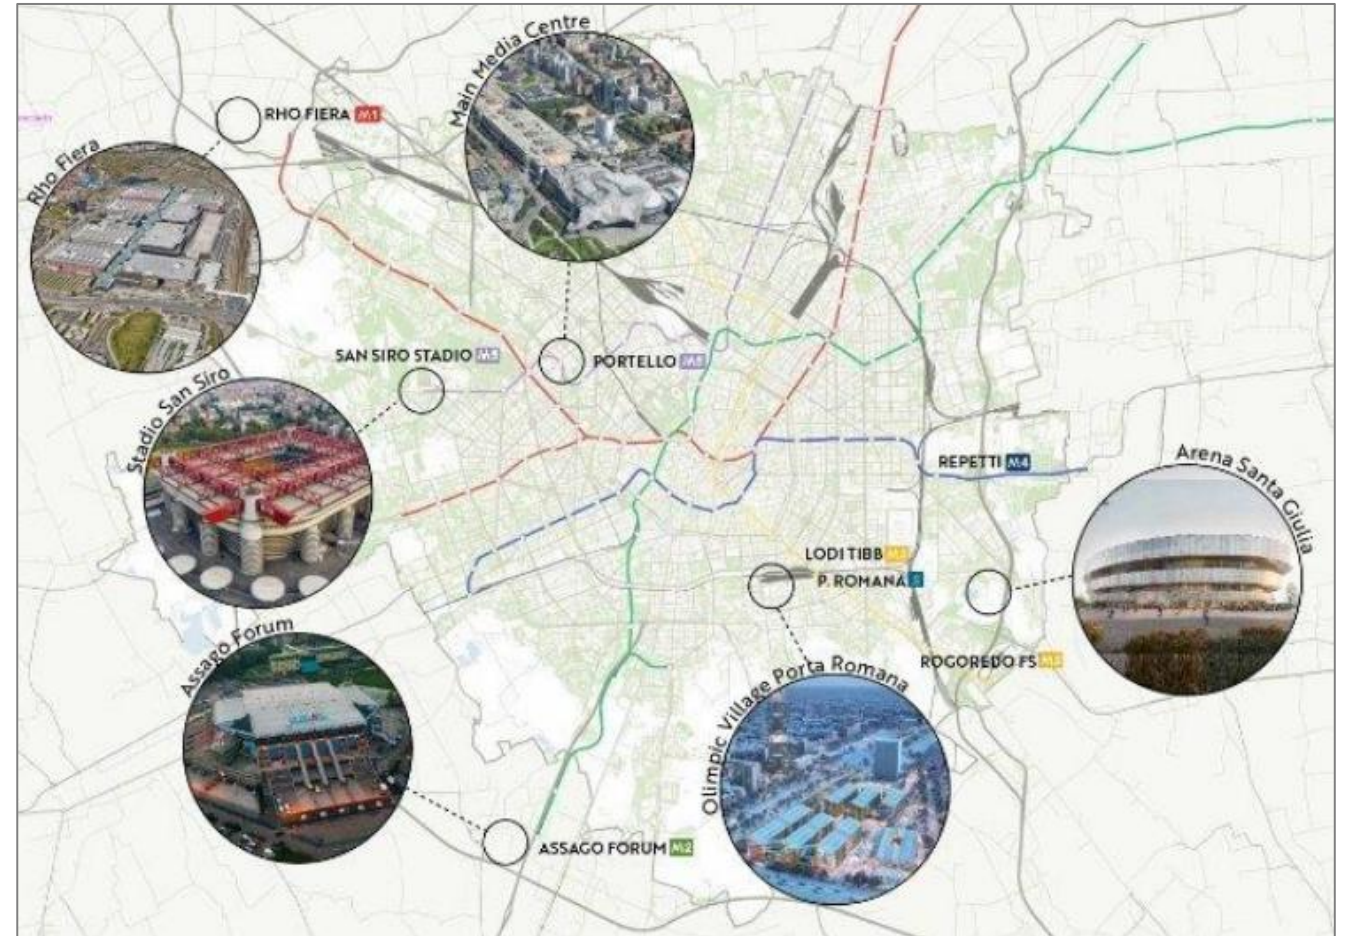 Main Media Centre
RHO FIERA M1
Rho Fiera
SAN SIRO STADIO M5
PORTELLO M5
Stadio San Siro
REPETTI M4
Arena Santa Giulia
LODI TIBB M3
P. ROMANA S
ROGOREDO FS M3
Assago Forum
Olimpic Village Porta Romana
ASSAGO FORUM M2